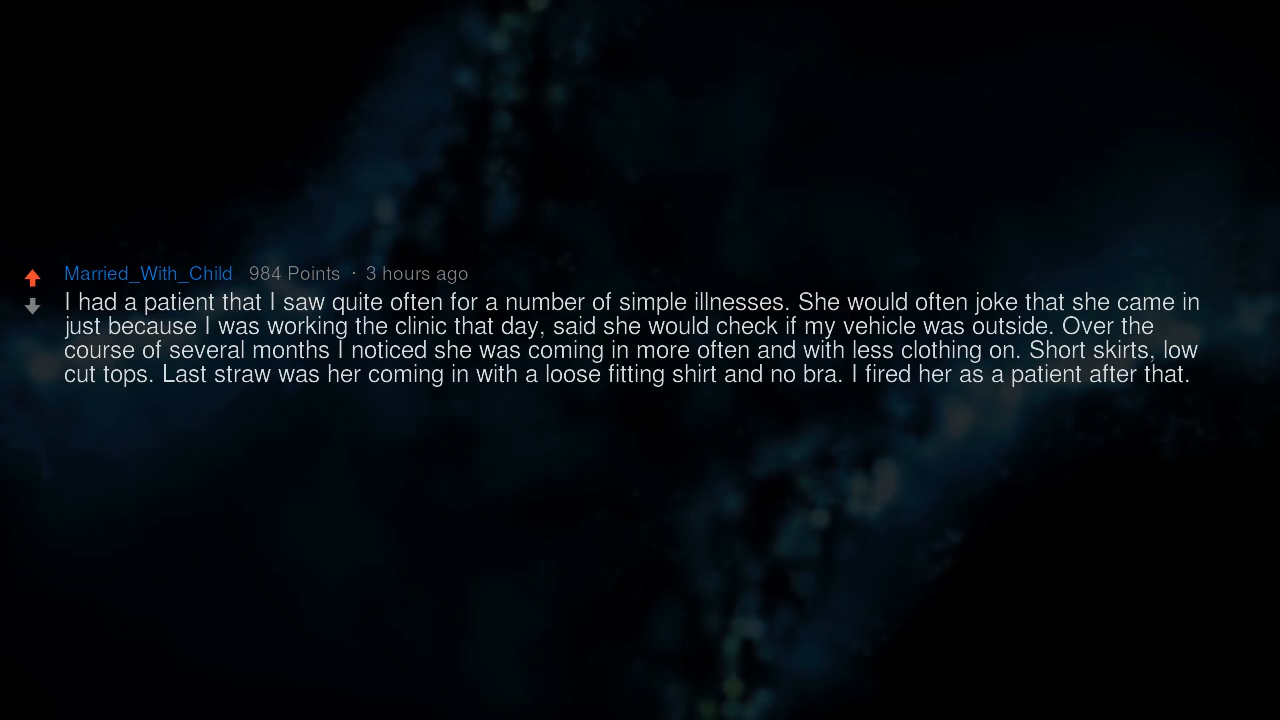 Married_With_Child 984 Points · 3 hours ago
I had a patient that I saw quite often for a number of simple illnesses. She would often joke that she came in
just because I was working the clinic that day, said she would check if my vehicle was outside. Over the
course of several months I noticed she was coming in more often and with less clothing on. Short skirts, low
cut tops. Last straw was her coming in with a loose fitting shirt and no bra. I fired her as a patient after that.